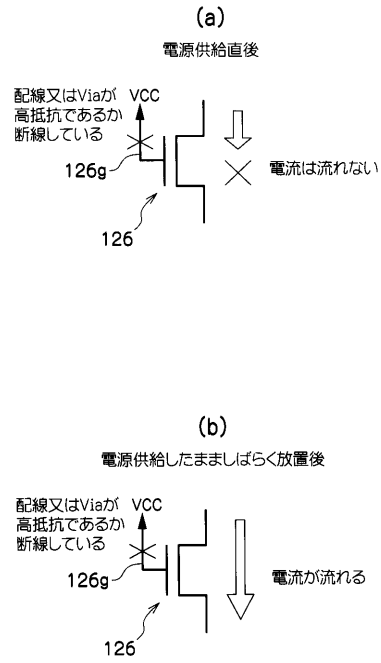 (a)
電源供給直後
配線又はViaが
高抵抗であるか
断線している
VCC
126g
126
電流は流れない
(b)
電源供給したまましばらく放置後
配線又はViaが
高抵抗であるか
断線している
VCC
126g
126
電流が流れる